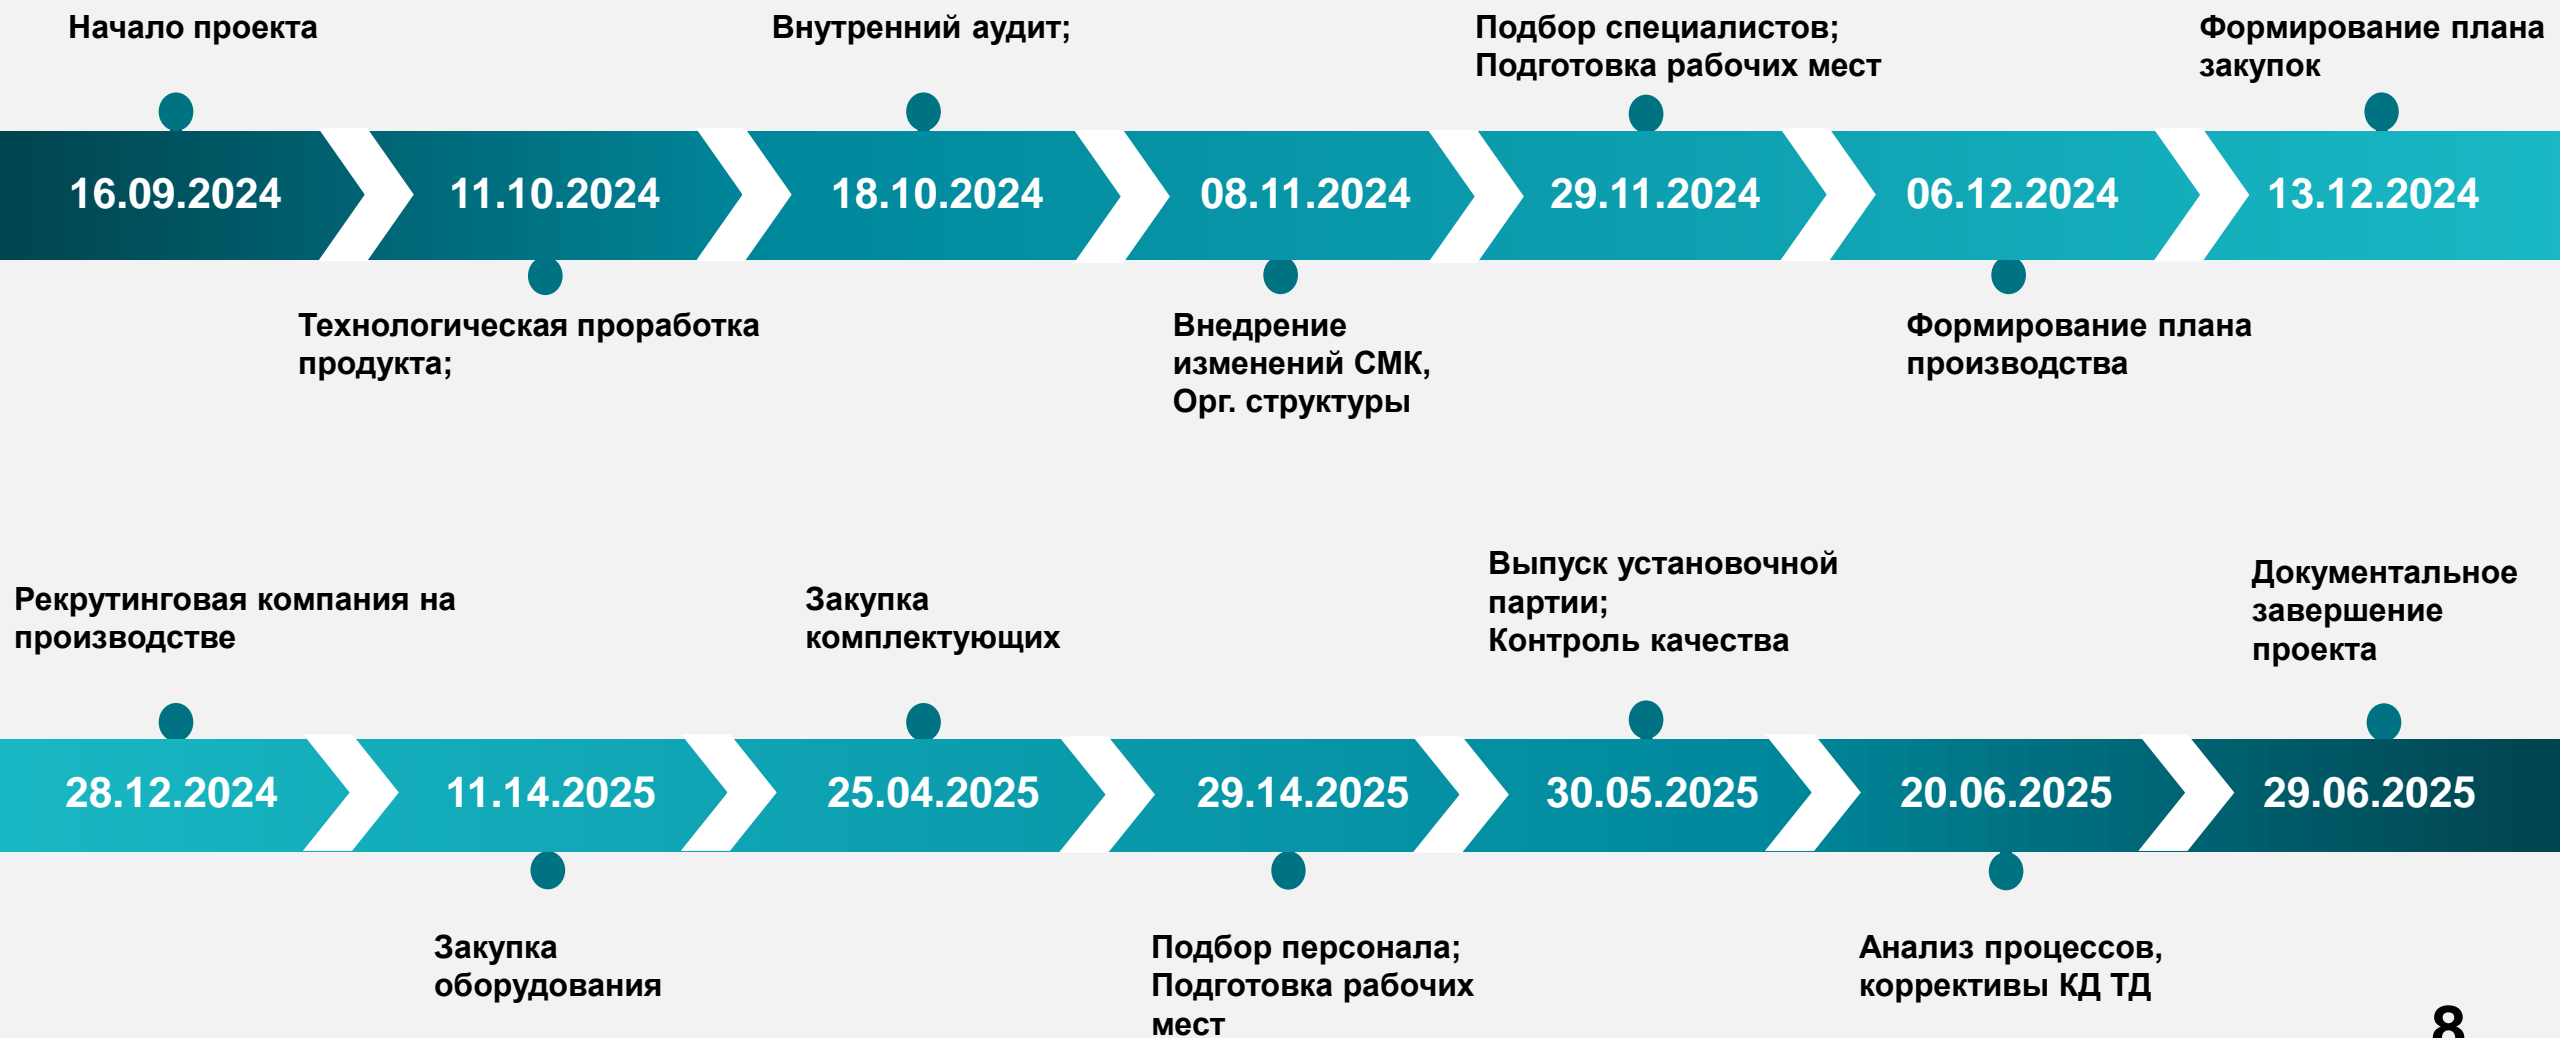 Начало проекта
Внутренний аудит;
Подбор специалистов;
Подготовка рабочих мест
Формирование плана
закупок
16.09.2024
11.10.2024
18.10.2024
08.11.2024
29.11.2024
06.12.2024
13.12.2024
Технологическая проработка
продукта;
Внедрение
изменений СМК,
Орг. структуры
Формирование плана
производства
Рекрутинговая компания на
производстве
Закупка
комплектующих
Выпуск установочной
партии;
Контроль качества
Документальное
завершение
проекта
28.12.2024
11.14.2025
25.04.2025
29.14.2025
30.05.2025
20.06.2025
29.06.2025
Закупка
оборудования
Подбор персонала;
Подготовка рабочих
мест
Анализ процессов,
коррективы КД ТД
8